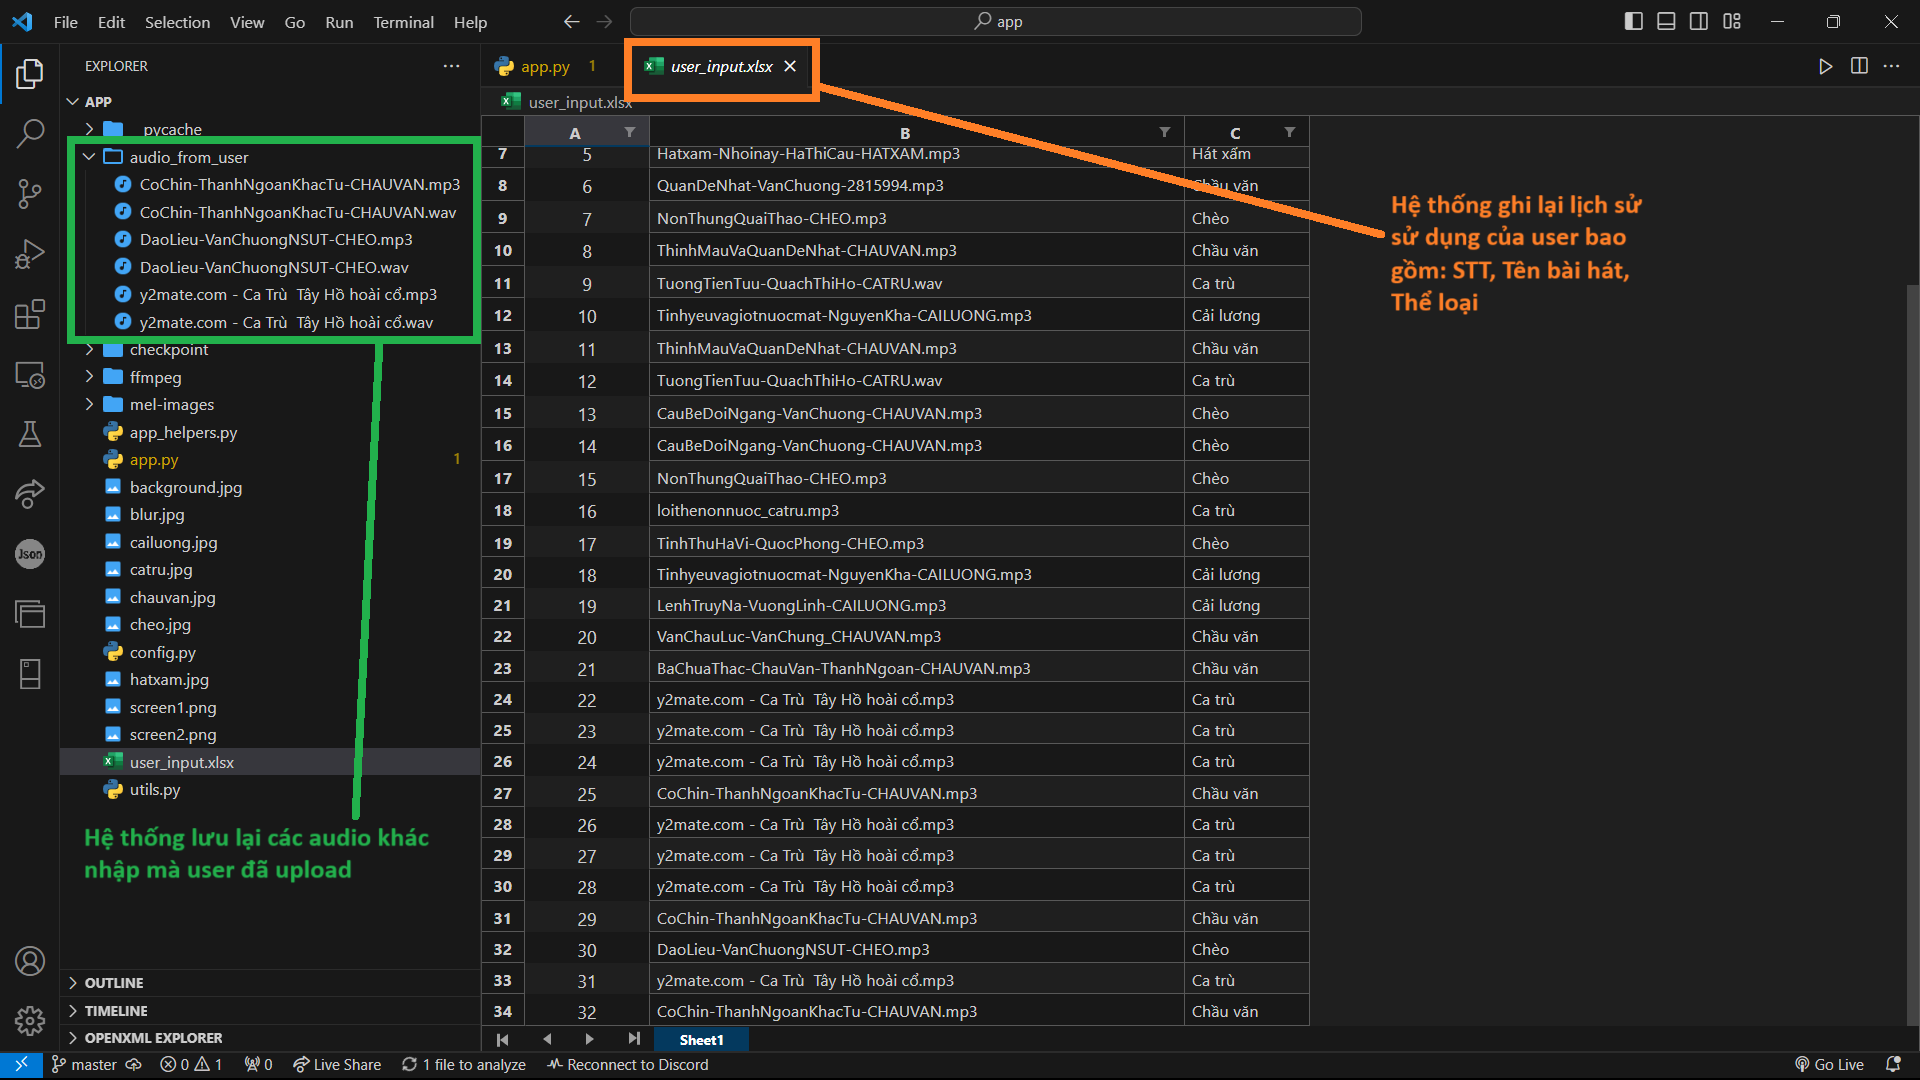 File Edit Selection View Go Run Terminal Help
app
EXPLORER
APP
__pycache__
audio_from_user
CoChin-ThanhNgoanKhacTu-CHAUVAN.mp3
CoChin-ThanhNgoanKhacTu-CHAUVAN.wav
DaoLieu-VanChuongNSUT-CHEO.mp3
DaoLieu-VanChuongNSUT-CHEO.wav
y2mate.com - Ca Trù  Tây Hồ hoài cổ.mp3
y2mate.com - Ca Trù  Tây Hồ hoài cổ.wav
checkpoint
ffmpeg
mel-images
app_helpers.py
app.py 1
background.jpg
blur.jpg
cailuong.jpg
catru.jpg
chauvan.jpg
cheo.jpg
config.py
hatxam.jpg
screen1.png
screen2.png
user_input.xlsx
utils.py
Hệ thống lưu lại các audio khác
nhập mà user đã upload
OUTLINE
TIMELINE
OPENXML EXPLORER
Json
app.py 1 user_input.xlsx
user_input.xlsx
A B C
7 5 Hatxam-Nhoinay-HaThiCau-HATXAM.mp3 Hát xẩm
8 6 QuanDeNhat-VanChuong-2815994.mp3 Chầu văn
9 7 NonThungQuaiThao-CHEO.mp3 Chèo
10 8 ThinhMauVaQuanDeNhat-CHAUVAN.mp3 Chầu văn
11 9 TuongTienTuu-QuachThiHo-CATRU.wav Ca trù
12 10 Tinhyeuvagiotnuocmat-NguyenKha-CAILUONG.mp3 Cải lương
13 11 ThinhMauVaQuanDeNhat-CHAUVAN.mp3 Chầu văn
14 12 TuongTienTuu-QuachThiHo-CATRU.wav Ca trù
15 13 CauBeDoiNgang-VanChuong-CHAUVAN.mp3 Chèo
16 14 CauBeDoiNgang-VanChuong-CHAUVAN.mp3 Chèo
17 15 NonThungQuaiThao-CHEO.mp3 Chèo
18 16 loithenonnuoc_catru.mp3 Ca trù
19 17 TinhThuHaVi-QuocPhong-CHEO.mp3 Chèo
20 18 Tinhyeuvagiotnuocmat-NguyenKha-CAILUONG.mp3 Cải lương
21 19 LenhTruyNa-VuongLinh-CAILUONG.mp3 Cải lương
22 20 VanChauLuc-VanChung_CHAUVAN.mp3 Chầu văn
23 21 BaChuaThac-ChauVan-ThanhNgoan-CHAUVAN.mp3 Chầu văn
24 22 y2mate.com - Ca Trù  Tây Hồ hoài cổ.mp3 Ca trù
25 23 y2mate.com - Ca Trù  Tây Hồ hoài cổ.mp3 Ca trù
26 24 y2mate.com - Ca Trù  Tây Hồ hoài cổ.mp3 Ca trù
27 25 CoChin-ThanhNgoanKhacTu-CHAUVAN.mp3 Chầu văn
28 26 y2mate.com - Ca Trù  Tây Hồ hoài cổ.mp3 Ca trù
29 27 y2mate.com - Ca Trù  Tây Hồ hoài cổ.mp3 Ca trù
30 28 y2mate.com - Ca Trù  Tây Hồ hoài cổ.mp3 Ca trù
31 29 CoChin-ThanhNgoanKhacTu-CHAUVAN.mp3 Chầu văn
32 30 DaoLieu-VanChuongNSUT-CHEO.mp3 Chèo
33 31 y2mate.com - Ca Trù  Tây Hồ hoài cổ.mp3 Ca trù
34 32 CoChin-ThanhNgoanKhacTu-CHAUVAN.mp3 Chầu văn
Sheet1
Hệ thống ghi lại lịch sử
sử dụng của user bao
gồm: STT, Tên bài hát,
Thể loại
master 0 1 0 Live Share 1 file to analyze Reconnect to Discord Go Live